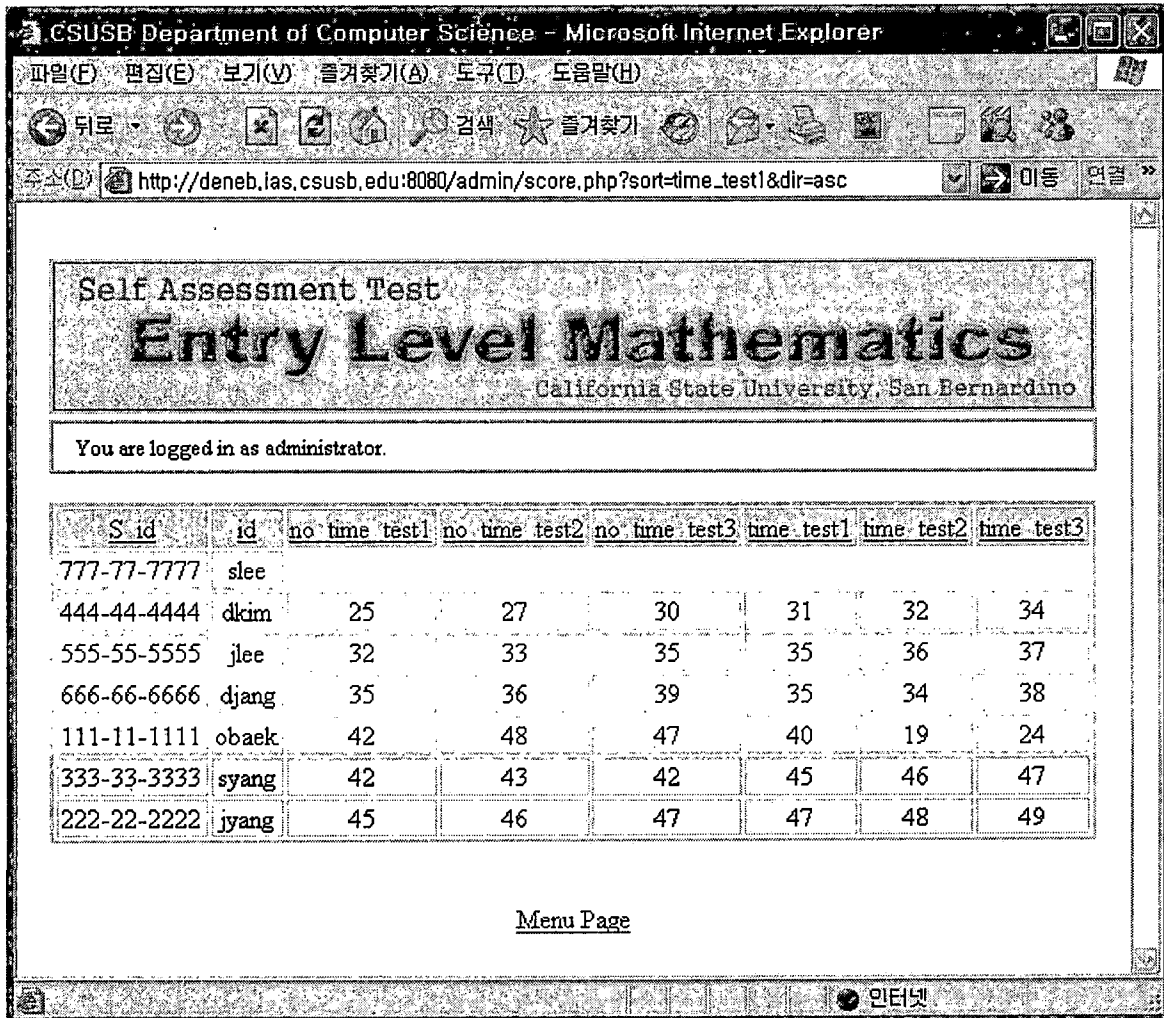 CSUSB Department of Computer Science - Microsoft Internet Explorer
파일(F) 편집(E) 보기(V) 즐겨찾기(A) 도구(T) 도움말(H)
뒤로 검색 즐겨찾기
주소(D) http://deneb.ias.csusb.edu:8080/admin/score.php?sort=time_test1&dir=asc 이동 연결 »
Self Assessment Test
Entry Level Mathematics
California State University, San Bernardino
You are logged in as administrator.
S_id id no_time_test1 no_time_test2 no_time_test3 time_test1 time_test2 time_test3
777-77-7777 slee
444-44-4444 dkim 25 27 30 31 32 34
555-55-5555 jlee 32 33 35 35 36 37
666-66-6666 djang 35 36 39 35 34 38
111-11-1111 obaek 42 48 47 40 19 24
333-33-3333 syang 42 43 42 45 46 47
222-22-2222 jyang 45 46 47 47 48 49
Menu Page
인터넷